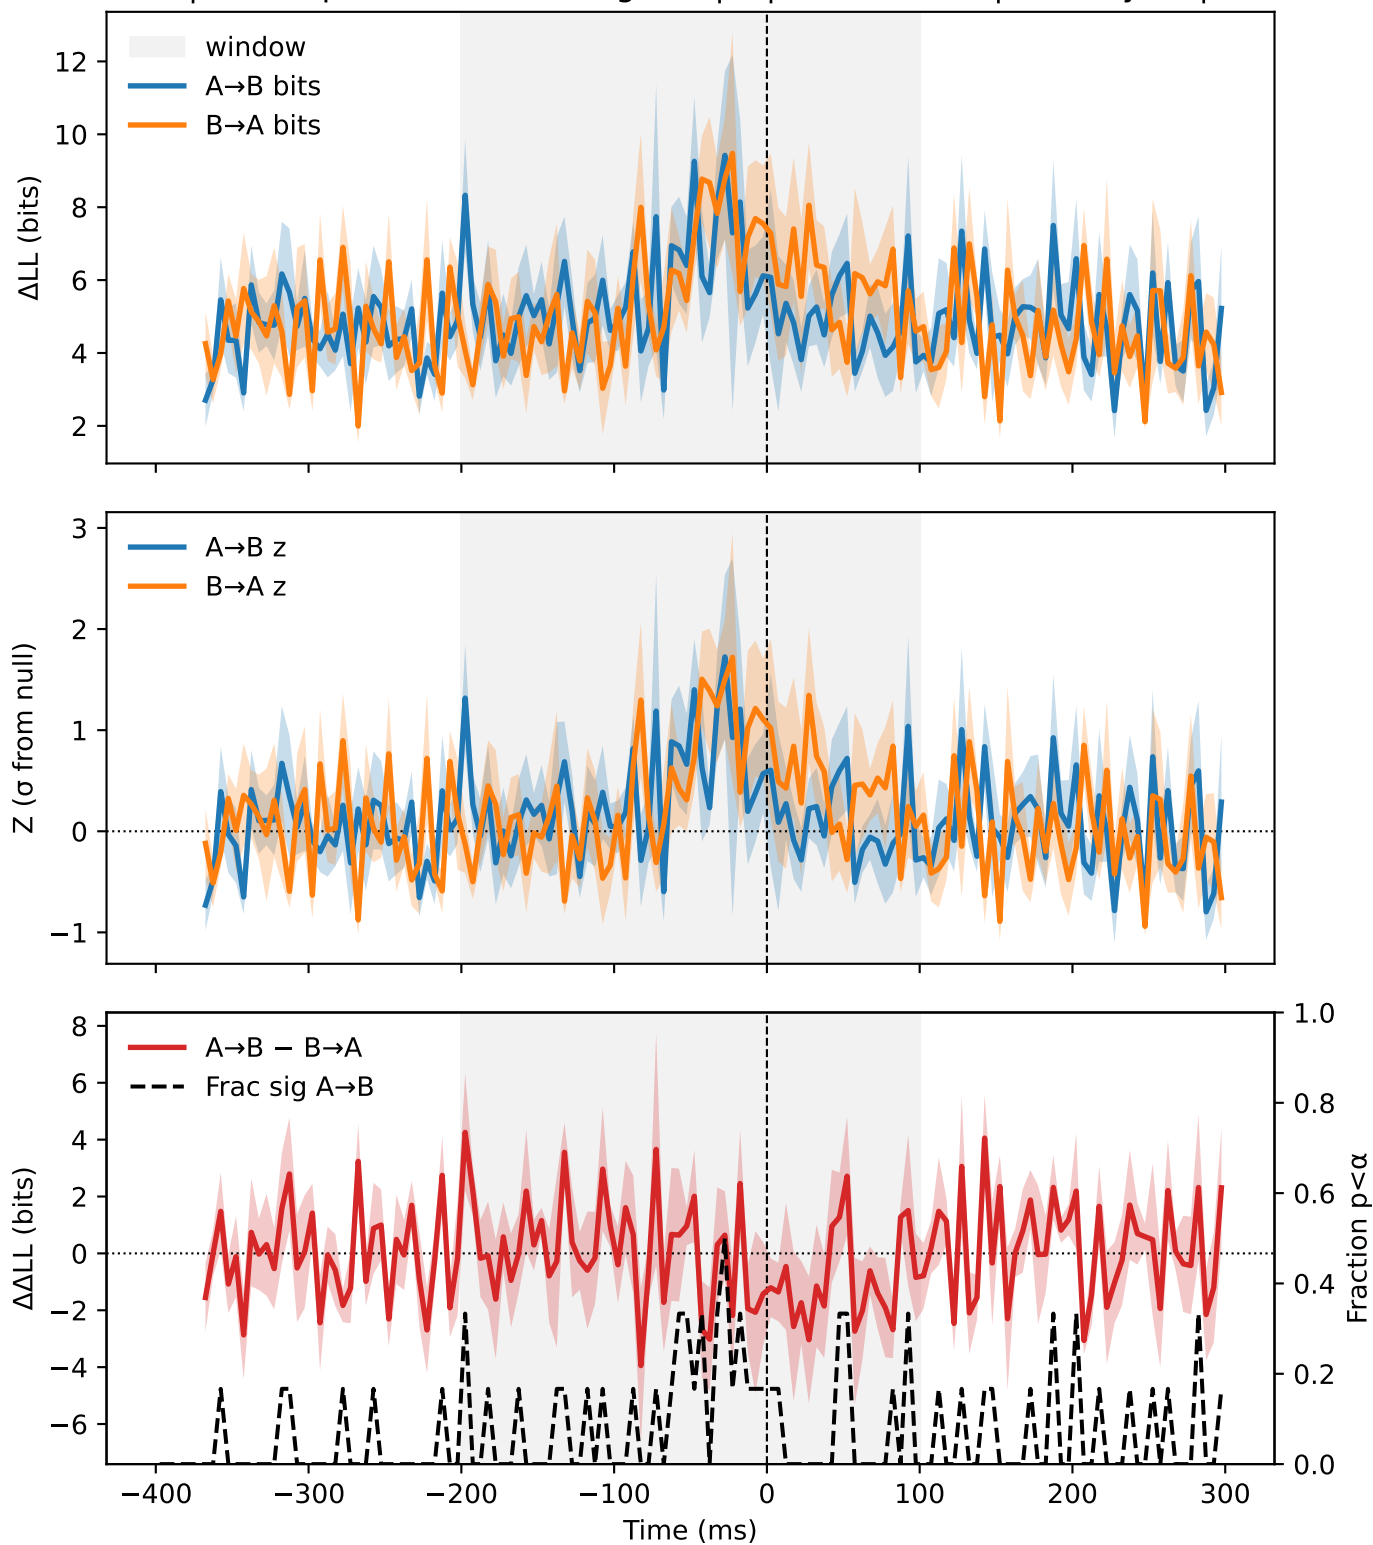 window
A→B bits
B→A bits
ΔLL (bits)
12
10
8
6
4
2
A→B z
B→A z
Z (σ from null)
3
2
1
0
−1
A→B − B→A
Frac sig A→B
ΔΔLL (bits)
8
6
4
2
0
−2
−4
−6
1.0
0.8
0.6
0.4
0.2
0.0
Fraction p<α
−400 −300 −200 −100 0 100 200 300
Time (ms)